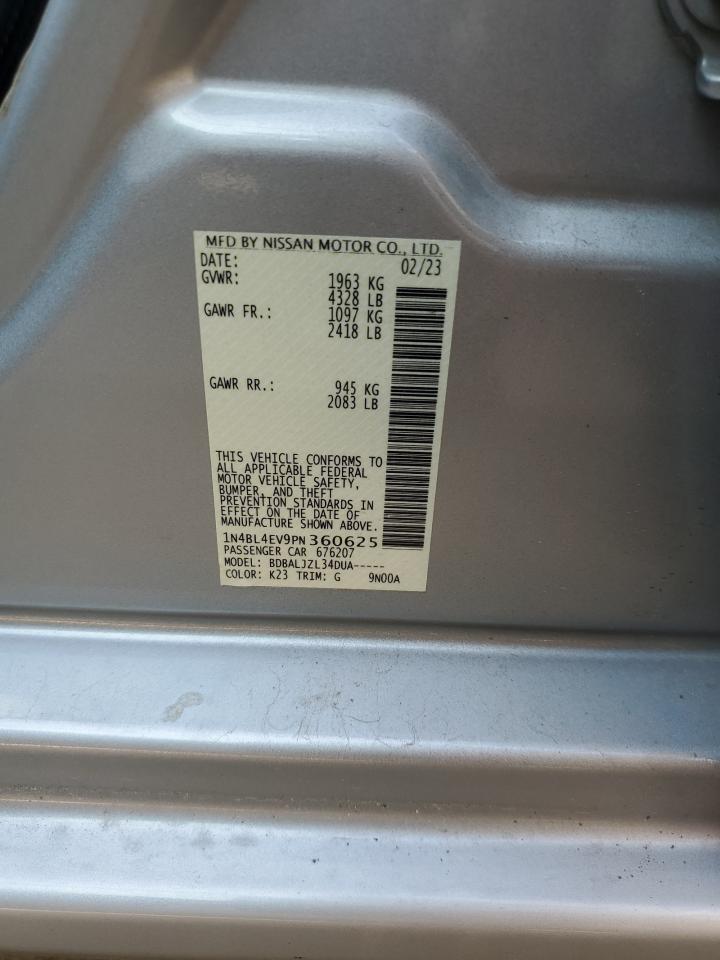 MFD BY NISSAN MOTOR CO., LTD.
DATE: 02/23
GVWR: 1963 KG
4328 LB
GAWR FR.: 1097 KG
2418 LB
GAWR RR.: 945 KG
2083 LB
THIS VEHICLE CONFORMS TO
ALL APPLICABLE FEDERAL
MOTOR VEHICLE SAFETY,
BUMPER, AND THEFT
PREVENTION STANDARDS IN
EFFECT ON THE DATE OF
MANUFACTURE SHOWN ABOVE.
1N4BL4EV9PN360625
PASSENGER CAR 676207
MODEL: BDBALJZL34DUA-----
COLOR: K23 TRIM: G 9N00A